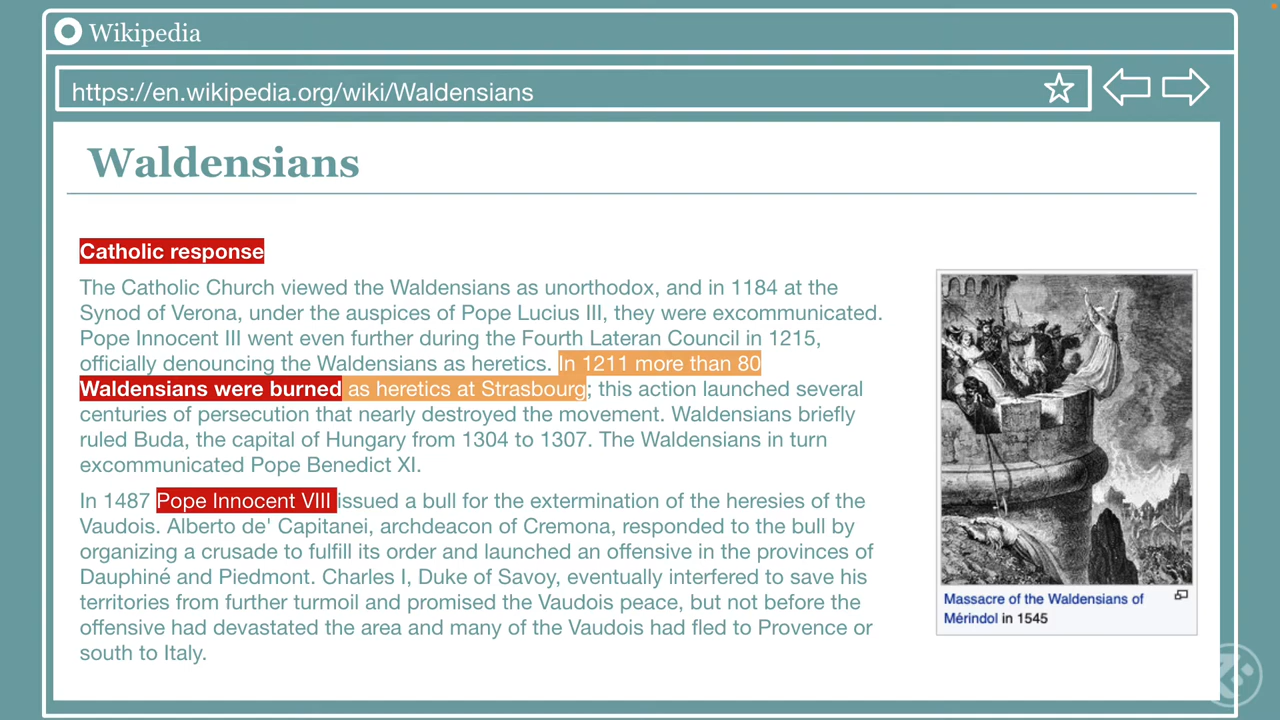 Wikipedia
https://en.wikipedia.org/wiki/Waldensians
Waldensians
Catholic response
The Catholic Church viewed the Waldensians as unorthodox, and in 1184 at the
Synod of Verona, under the auspices of Pope Lucius III, they were excommunicated.
Pope Innocent III went even further during the Fourth Lateran Council in 1215,
officially denouncing the Waldensians as heretics. In 1211 more than 80
Waldensians were burned as heretics at Strasbourg; this action launched several
centuries of persecution that nearly destroyed the movement. Waldensians briefly
ruled Buda, the capital of Hungary from 1304 to 1307. The Waldensians in turn
excommunicated Pope Benedict XI.
In 1487 Pope Innocent VIII issued a bull for the extermination of the heresies of the
Vaudois. Alberto de' Capitanei, archdeacon of Cremona, responded to the bull by
organizing a crusade to fulfill its order and launched an offensive in the provinces of
Dauphiné and Piedmont. Charles I, Duke of Savoy, eventually interfered to save his
territories from further turmoil and promised the Vaudois peace, but not before the
offensive had devastated the area and many of the Vaudois had fled to Provence or
south to Italy.
Massacre of the Waldensians of
Mérindol in 1545